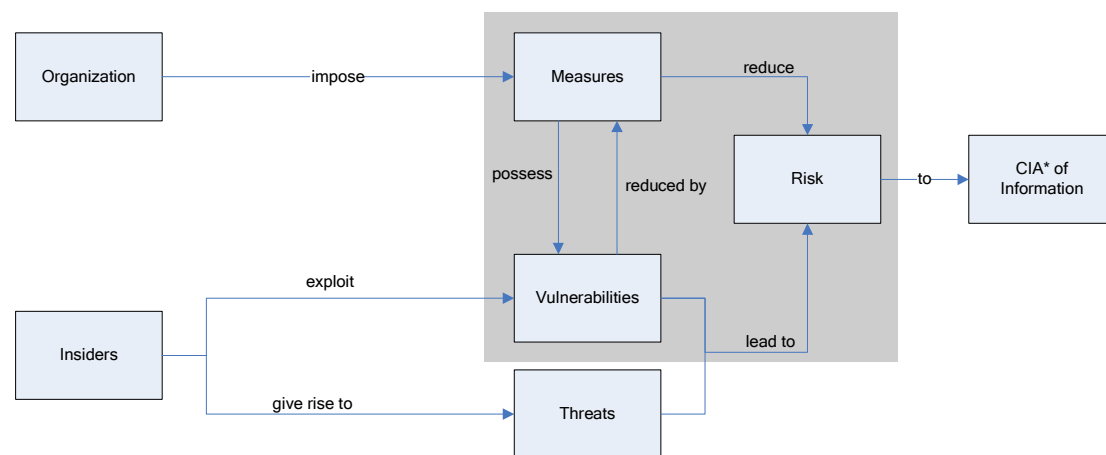 Organization
impose
Measures
reduce
possess
reduced by
Risk
to
CIA* of
Information
exploit
Vulnerabilities
Insiders
lead to
give rise to
Threats